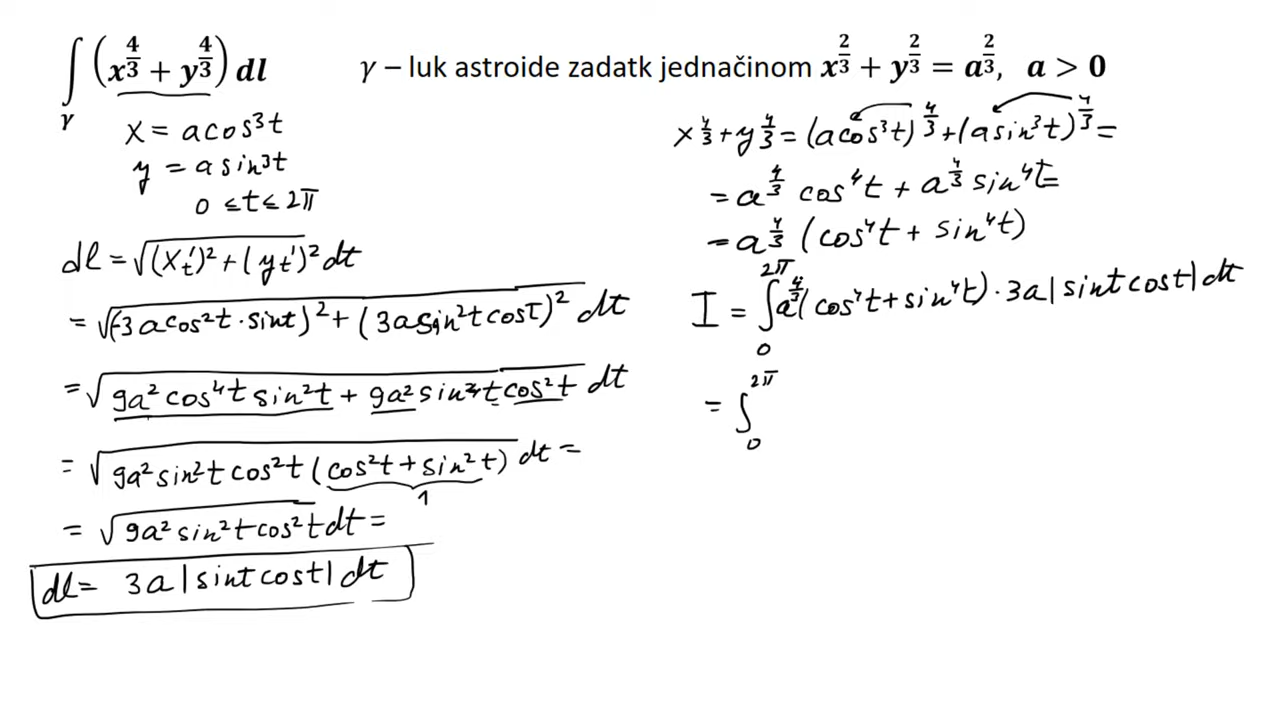 ∫γ (x^{4/3} + y^{4/3}) dl
γ – luk astroide zadatk jednačinom x^{2/3} + y^{2/3} = a^{2/3}, a > 0
x = a cos³t
y = a sin³t
0 ≤ t ≤ 2π
dl = √((x_t')² + (y_t')²) dt
= √((-3a cos²t · sint)² + (3a sin²t cost)²) dt
= √(9a² cos⁴t sin²t + 9a² sin⁴t cos²t) dt
= √(9a² sin²t cos²t (cos²t + sin²t)) dt =
1
= √(9a² sin²t cos²t) dt =
dl = 3a |sint cost| dt
x^{4/3} + y^{4/3} = (a cos³t)^{4/3} + (a sin³t)^{4/3} =
= a^{4/3} cos⁴t + a^{4/3} sin⁴t =
= a^{4/3} (cos⁴t + sin⁴t)
I = ∫₀^{2π} a^{4/3} (cos⁴t + sin⁴t) · 3a |sint cost| dt
= ∫₀^{2π}